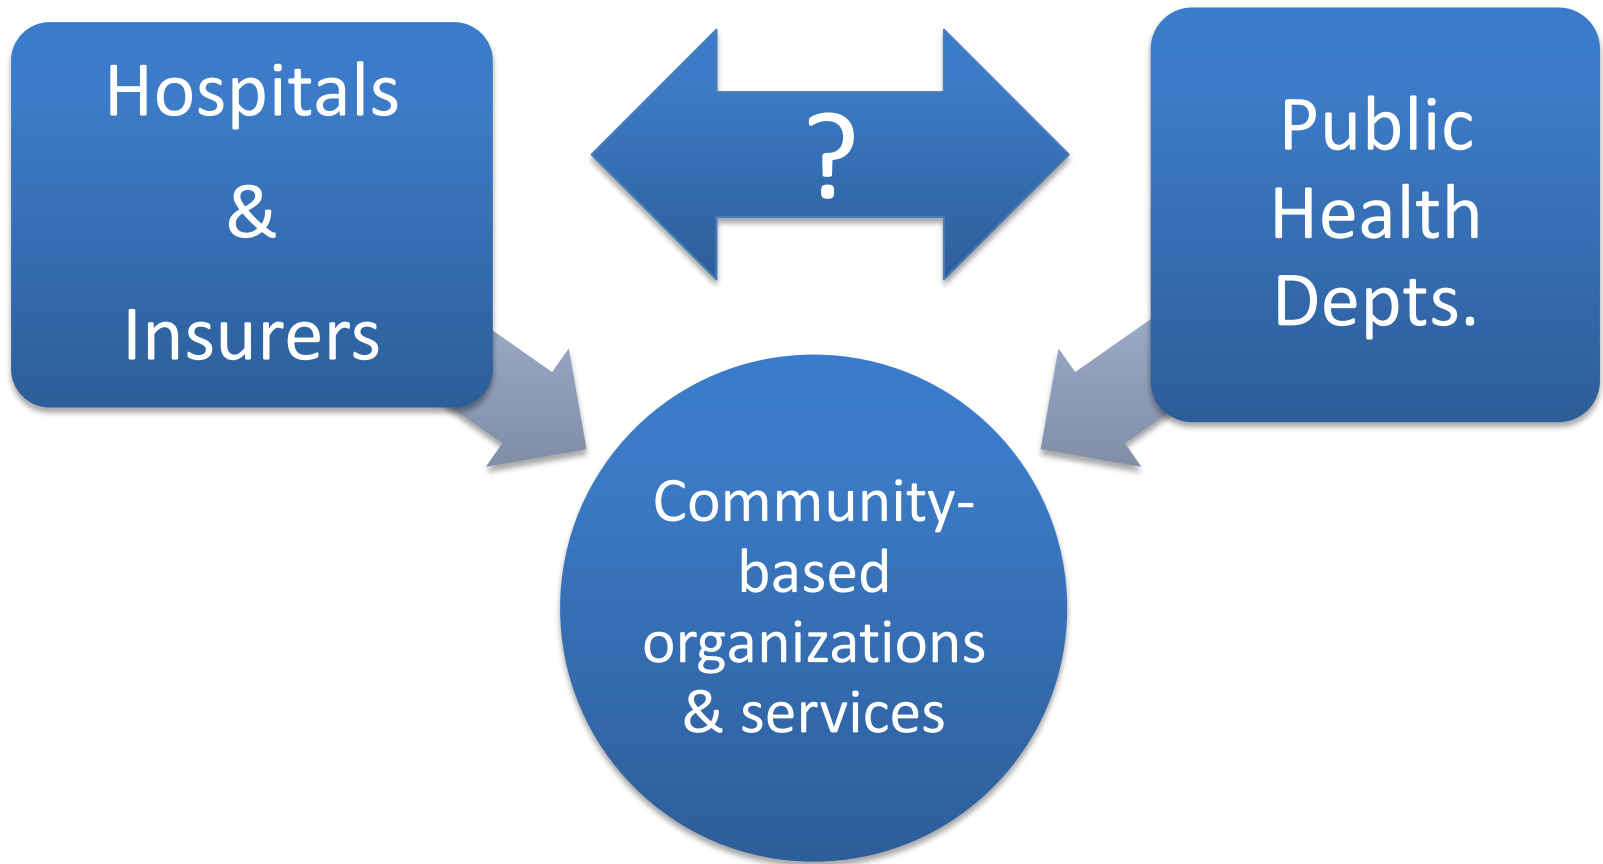 Hospitals
&
Insurers
?
Public
Health
Depts.
Community-
based
organizations
& services